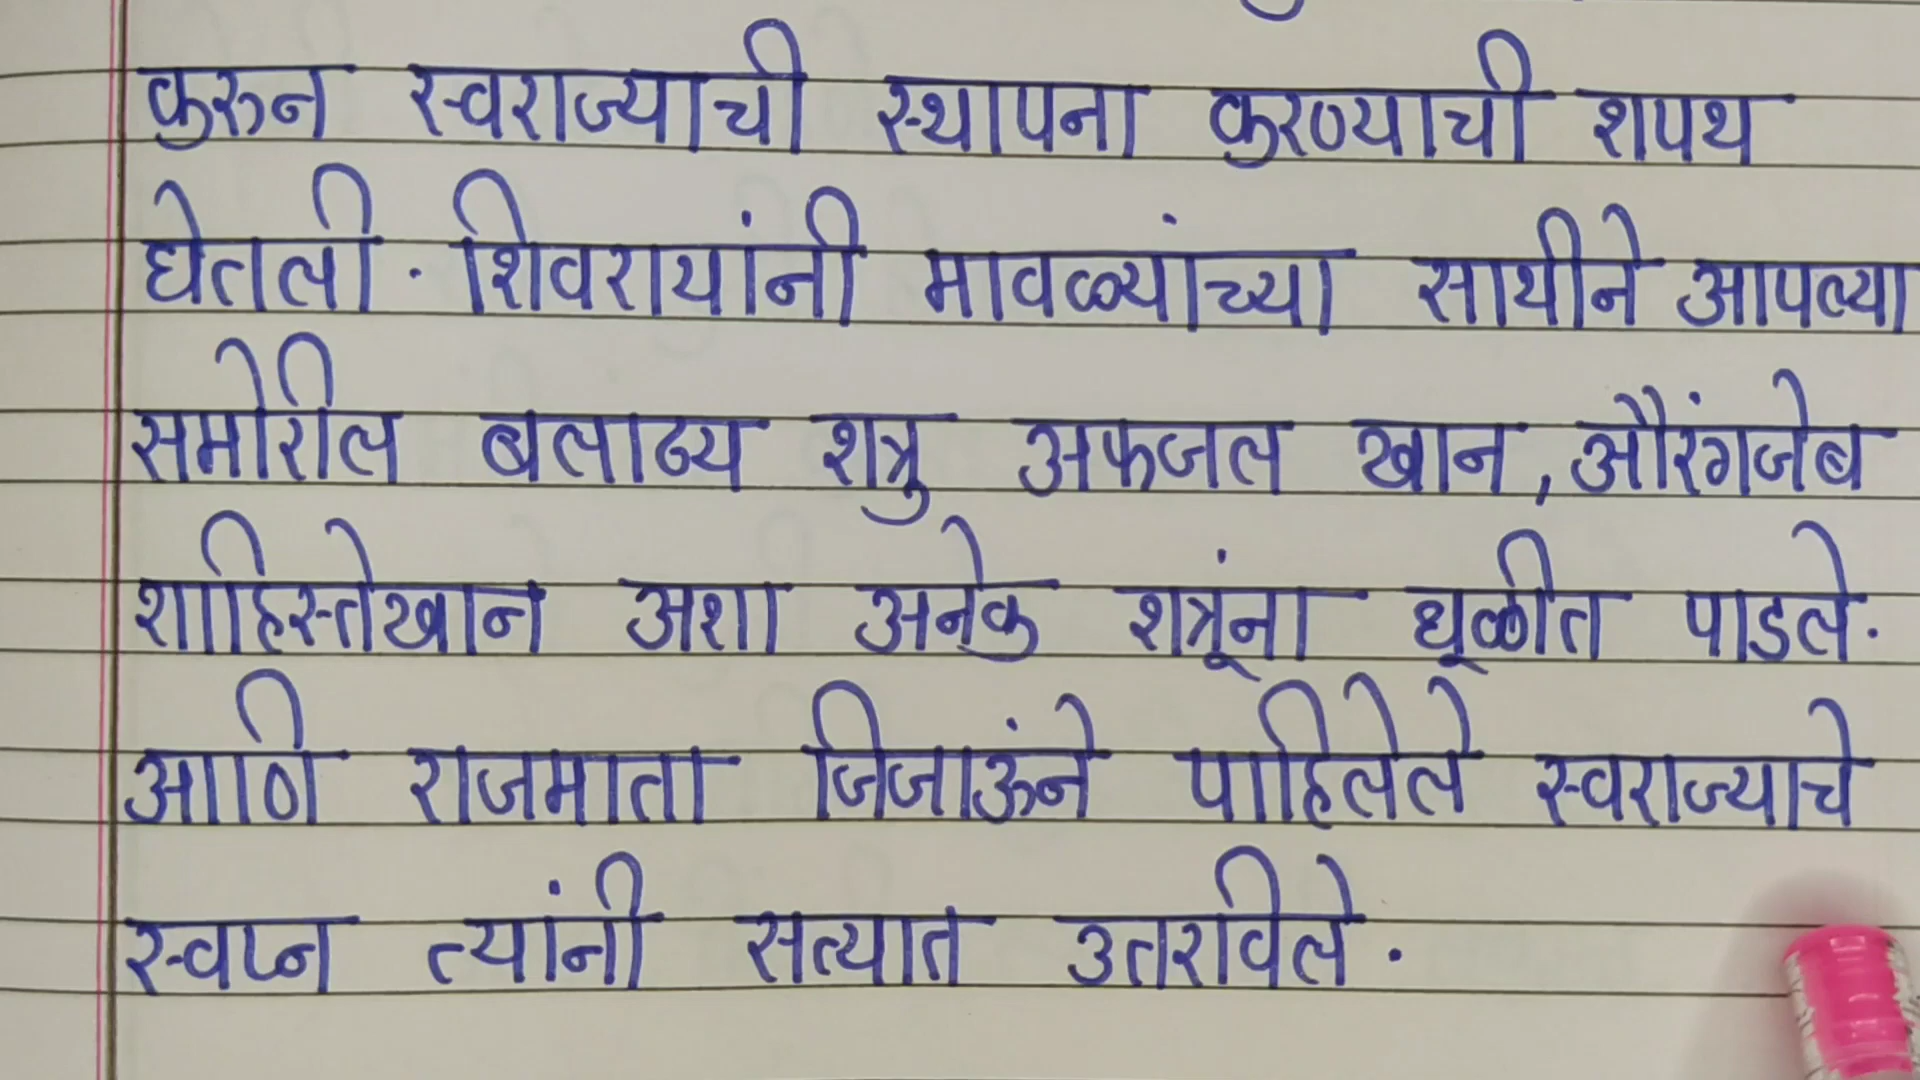 करुन स्वराज्याची स्थापना करण्याची शपथ
घेतली. शिवरायांनी मावळ्यांच्या साथीने आपल्या
समोरील बलाढ्य शत्रु अफजल खान, औरंगजेब
शाहिस्तेखान अशा अनेक शत्रूंना धूळीत पाडले.
आणि राजमाता जिजाऊंने पाहिलेले स्वराज्याचे
स्वप्न त्यांनी सत्यात उतरविले.